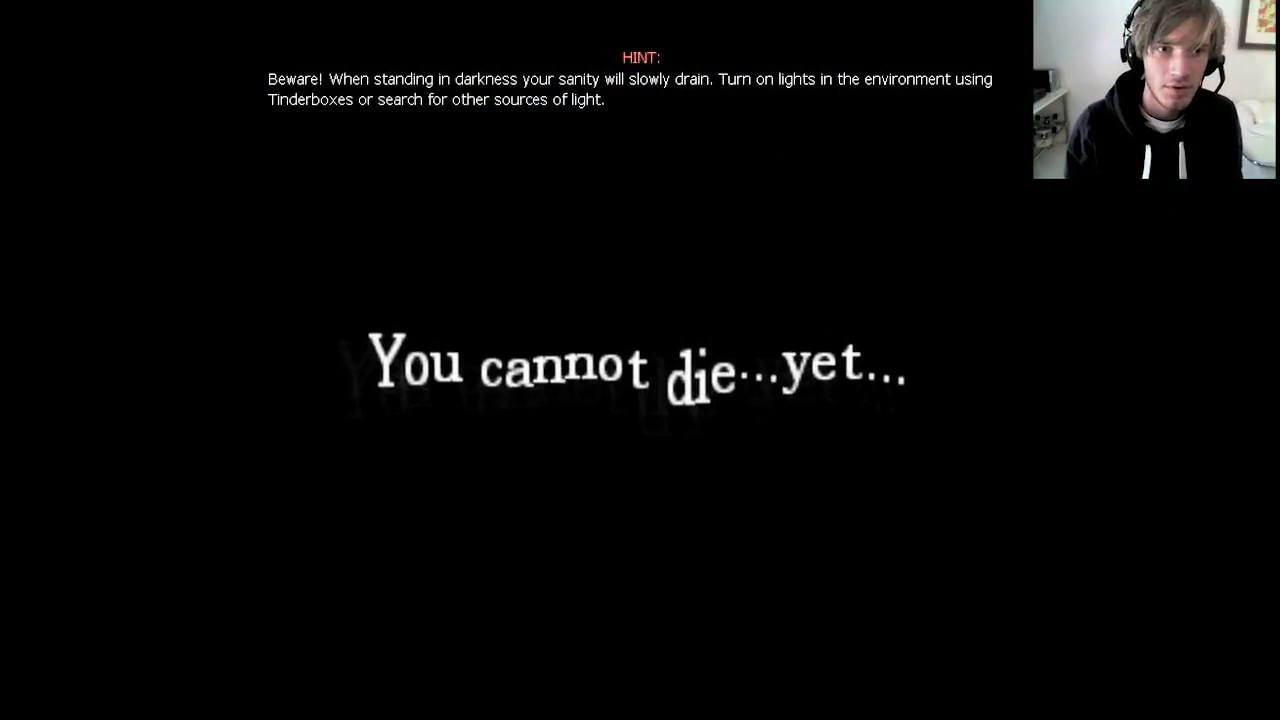 HINT:
Beware! When standing in darkness your sanity will slowly drain. Turn on lights in the environment using
Tinderboxes or search for other sources of light.
You cannot die...yet...